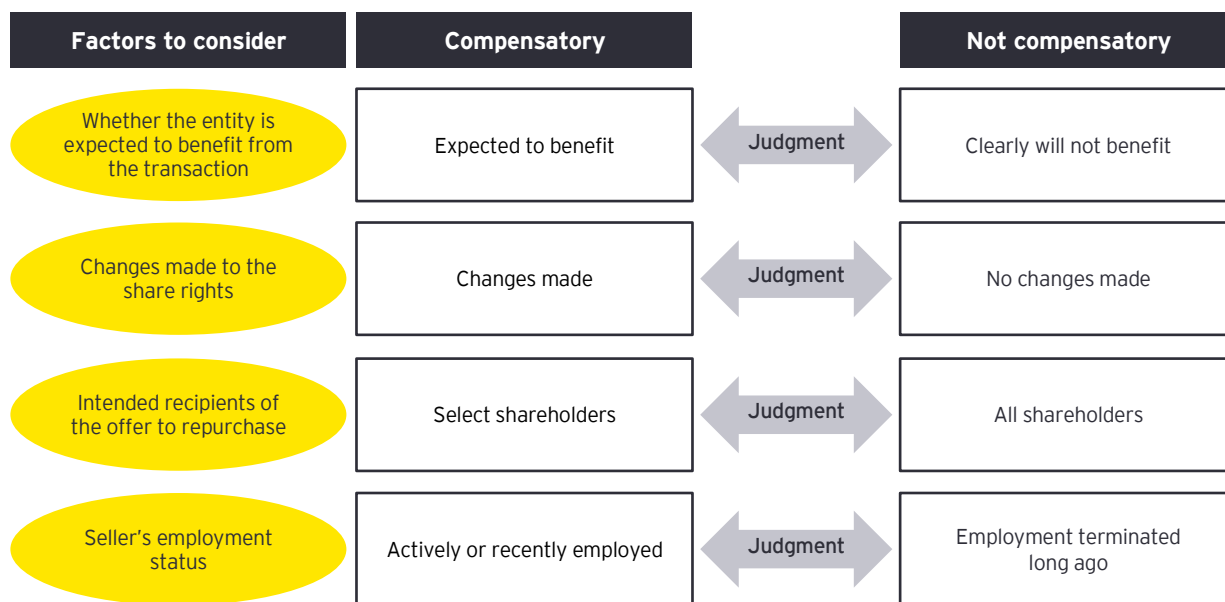 Factors to consider
Compensatory
Not compensatory
Whether the entity is
expected to benefit from
the transaction
Expected to benefit
Judgment
Clearly will not benefit
Changes made to the
share rights
Changes made
Judgment
No changes made
Intended recipients of
the offer to repurchase
Select shareholders
Judgment
All shareholders
Seller's employment
status
Actively or recently employed
Judgment
Employment terminated
long ago